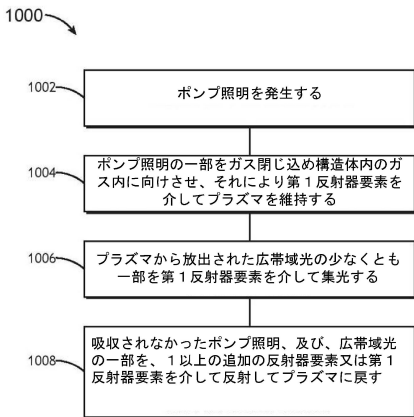 1000
1002
ポンプ照明を発生する
1004
ポンプ照明の一部をガス閉じ込め構造体内のガ
ス内に向けさせ、それにより第1反射器要素を
介してプラズマを維持する
1006
プラズマから放出された広帯域光の少なくとも
一部を第1反射器要素を介して集光する
1008
吸収されなかったポンプ照明、及び、広帯域光
の一部を、1以上の追加の反射器要素又は第1
反射器要素を介して反射してプラズマに戻す